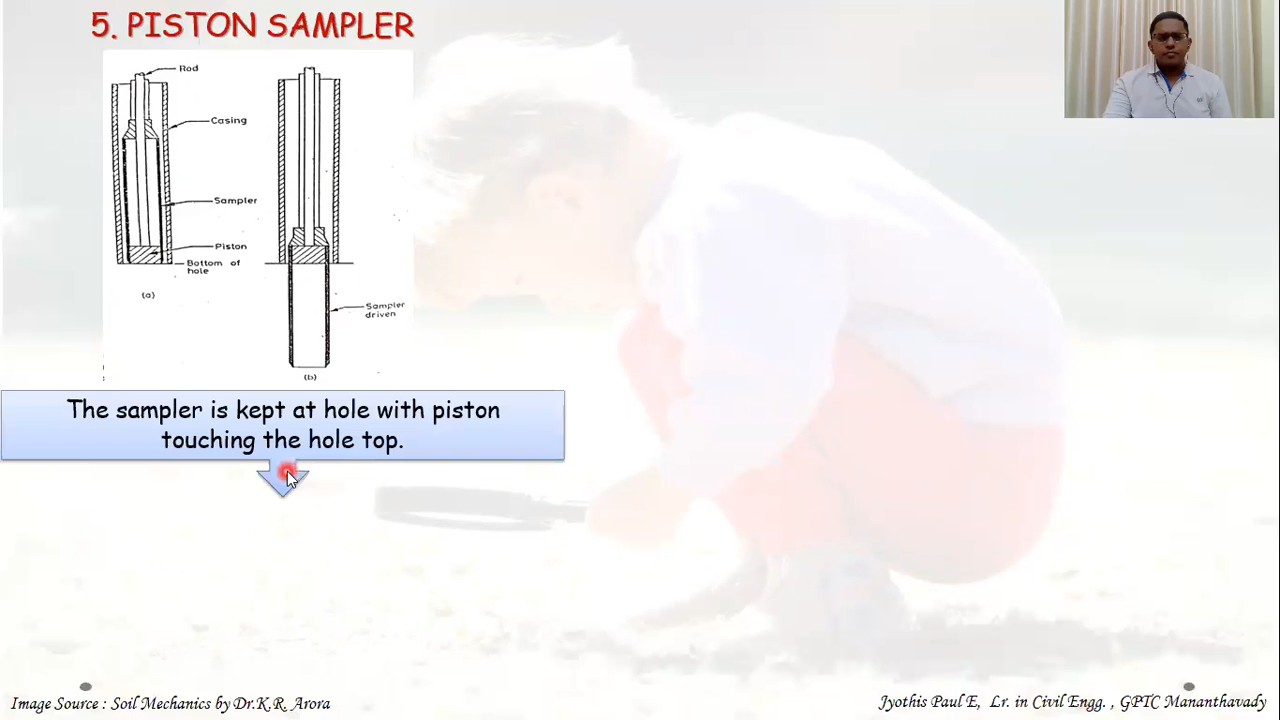 5. PISTON SAMPLER
Rod
Casing
Sampler
Piston
Bottom of
hole
(a)
Sampler
driven
(b)
The sampler is kept at hole with piston
touching the hole top.
Image Source : Soil Mechanics by Dr.K.R. Arora
Jyothis Paul E, Lr. in Civil Engg. , GPTC Mananthavady